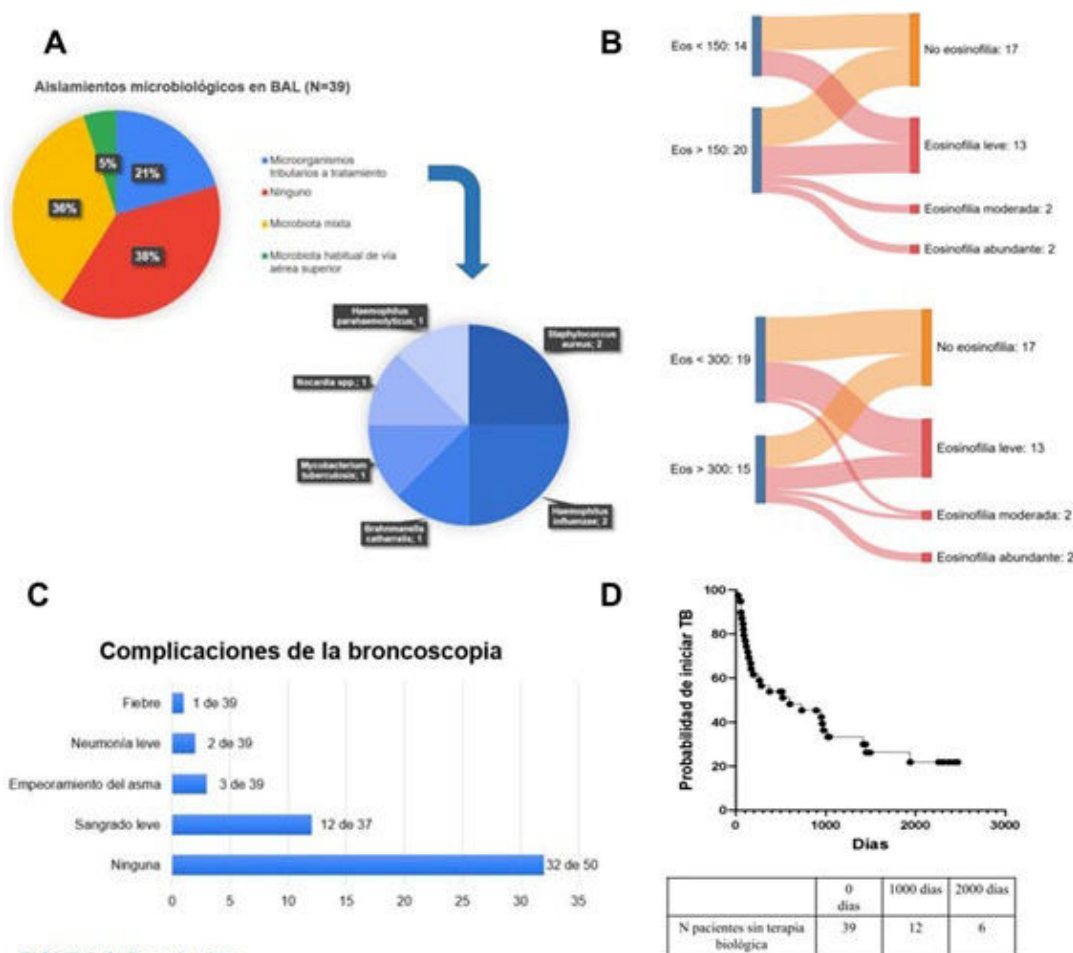 A
Aislamientos microbiológicos en BAL (N=39)
5%
21%
36%
38%
Microorganismos
tributarios a tratamiento
Ninguno
Microbiota mixta
Microbiota habitual de vía
aérea superior
Haemophilus
parahaemolyticus; 1
Staphylococcus
aureus; 2
Nocardia spp.; 1
Mycobacterium
tuberculosis; 1
catharralis; 1
Haemophilus
influenzae; 2
B
Eos < 150: 14
No eosinofilia: 17
Eos > 150: 20
Eosinofilia leve: 13
Eosinofilia moderada: 2
Eosinofilia abundante: 2
Eos < 300: 19
No eosinofilia: 17
Eos > 300: 15
Eosinofilia leve: 13
Eosinofilia moderada: 2
Eosinofilia abundante: 2
C
Complicaciones de la broncoscopia
Fiebre
1 de 39
Neumonía leve
2 de 39
Empeoramiento del asma
3 de 39
Sangrado leve
12 de 37
Ninguna
32 de 50
0 5 10 15 20 25 30 35
D
Probabilidad de iniciar TB
100
80
60
40
20
0
0 1000 2000 3000
Días
0 días 1000 días 2000 días
N pacientes sin terapia biológica 39 12 6